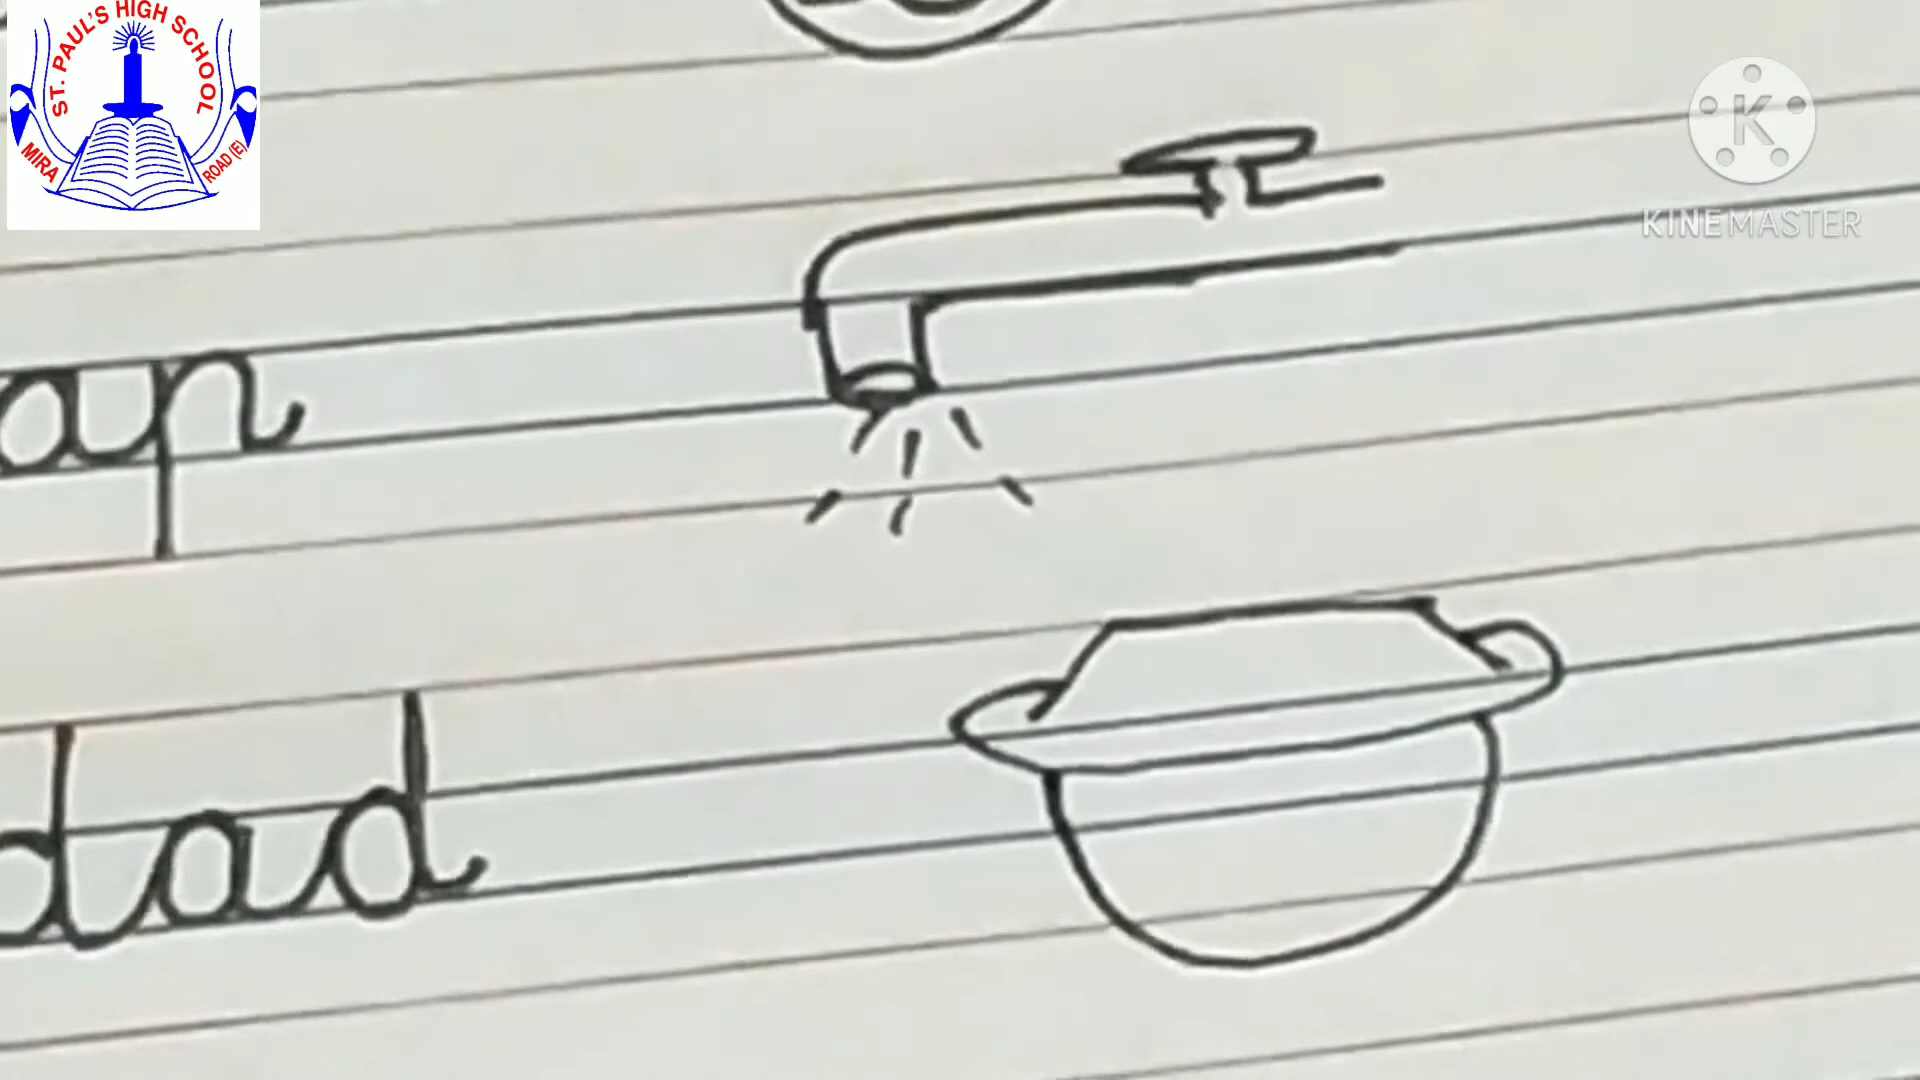 ST. PAUL'S HIGH SCHOOL
MIRA ROAD (E)
KINEMASTER
ap
dad